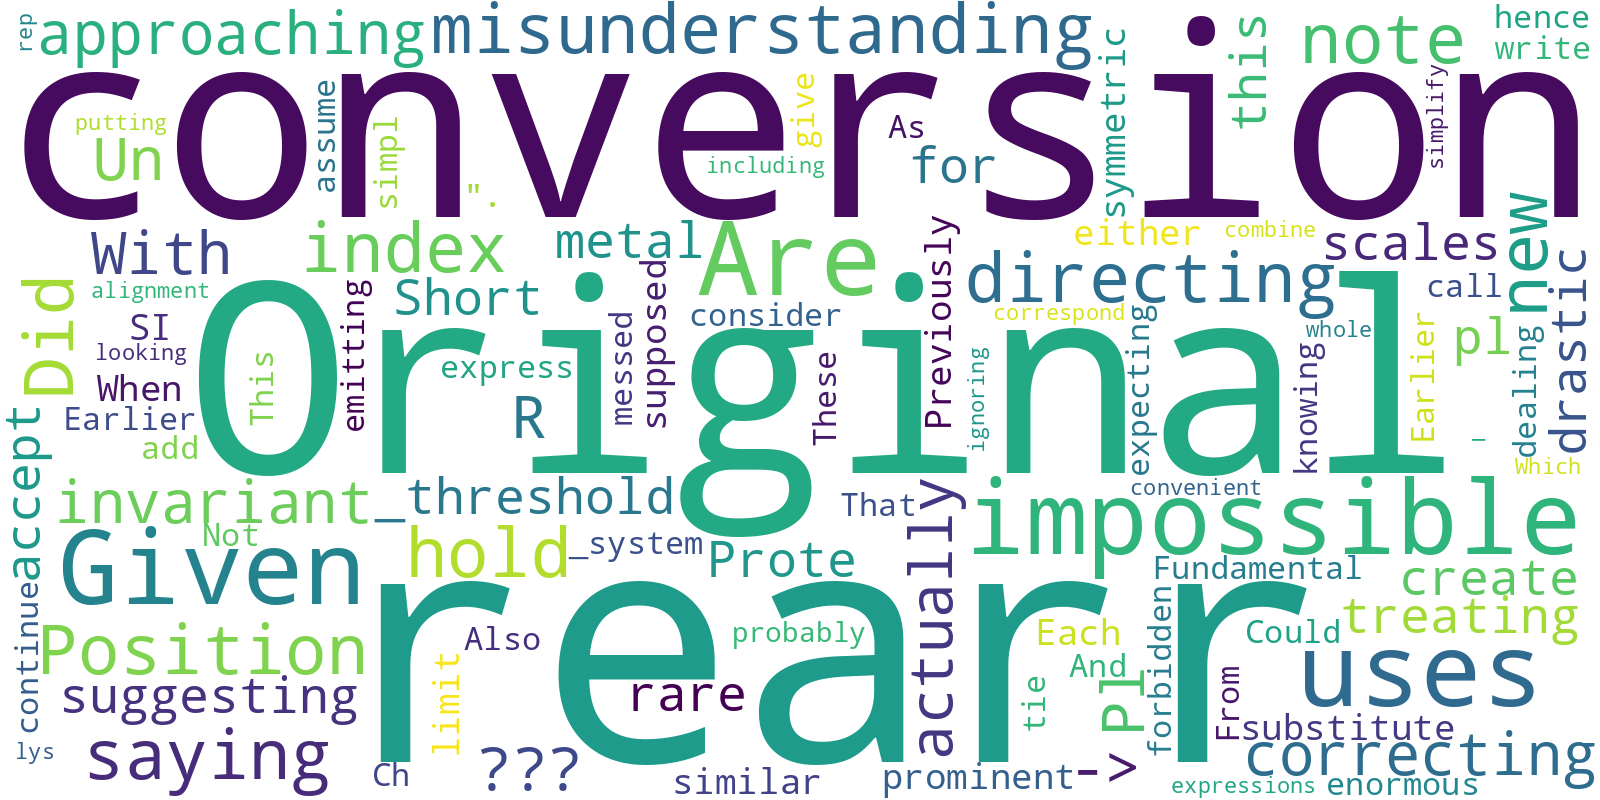 rep
approaching
misunderstanding
symmetric
this
note
hence
write
conversion
putting
Un
assume
simpl
".
give
including
As
for
simplify
With
index
metal
Are
either
combine
scales
new
Did
alignment
SI
looking
When
Earlier
add
This
emitting
Short
express
R
messed
supposed
consider
These
Previously
directing
correspond
expecting
ignoring
whole
knowing
call
Earlier
pl
dealing
drastic
Which
_
Original
accept
invariant
_threshold
That
actually
convenient
impossible
Not
Given
hold
_system
Prote
Fundamental
create
continue
Position
Also
probably
Each
And
tie
Pl
forbidden
Could
treating
rearr
suggesting
limit
rare
From
uses
substitute
lys
saying
Ch
???
similar
prominent
->
correcting
expressions
enormous